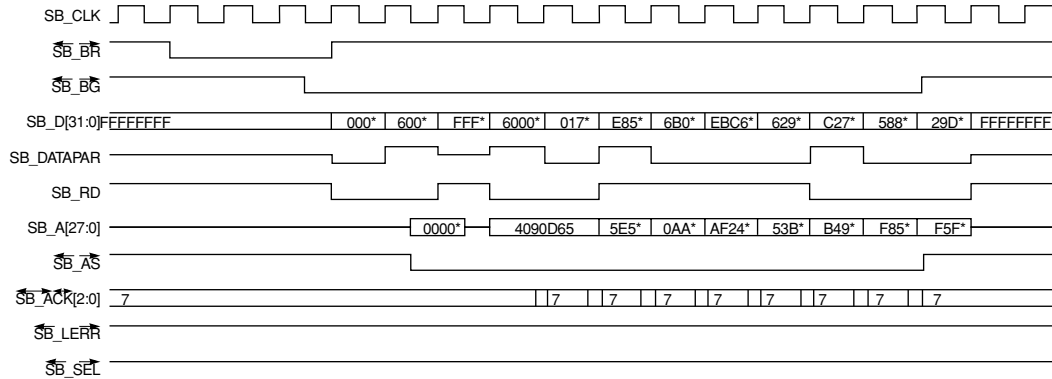 SB_CLK
SB_BR
SB_BG
SB_D[31:0] FFFFFFFF 000* 600* FFF* 6000* 017* E85* 6B0* EBC6* 629* C27* 588* 29D* FFFFFFFF
SB_DATAPAR
SB_RD
SB_A[27:0] 0000* 4090D65 5E5* 0AA* AF24* 53B* B49* F85* F5F*
SB_AS
SB_ACK[2:0] 7 7 7 7 7 7 7 7 7
SB_LERR
SB_SEL